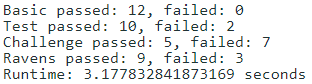 Basic passed: 12, failed: 0
Test passed: 10, failed: 2
Challenge passed: 5, failed: 7
Ravens passed: 9, failed: 3
Runtime: 3.177832841873169 seconds